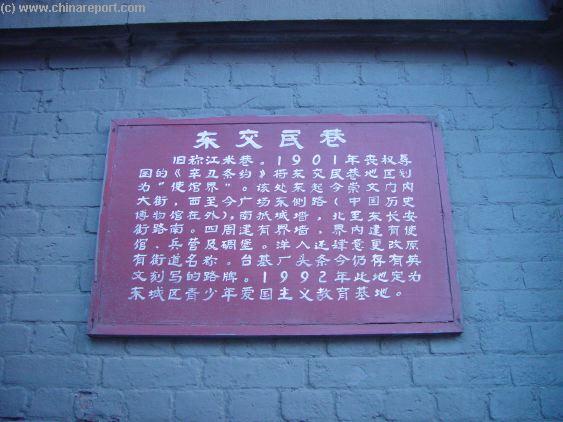 (c) www.chinareport.com
东交民巷
旧称江米巷。1901年丧权辱
国的《辛丑条约》将东交民巷地区划
为“使馆界”。该处东起今崇文门内
大街，西至今广场东侧路（中国历史
博物馆在外），南抵城墙，北至东长安
街路南。四周建有界墙，界内建有使
馆、兵营及碉堡。洋人还肆意更改原
有街道名称。台基厂头条今仍存有英
文刻写的路牌。1992年此地定为
东城区青少年爱国主义教育基地。